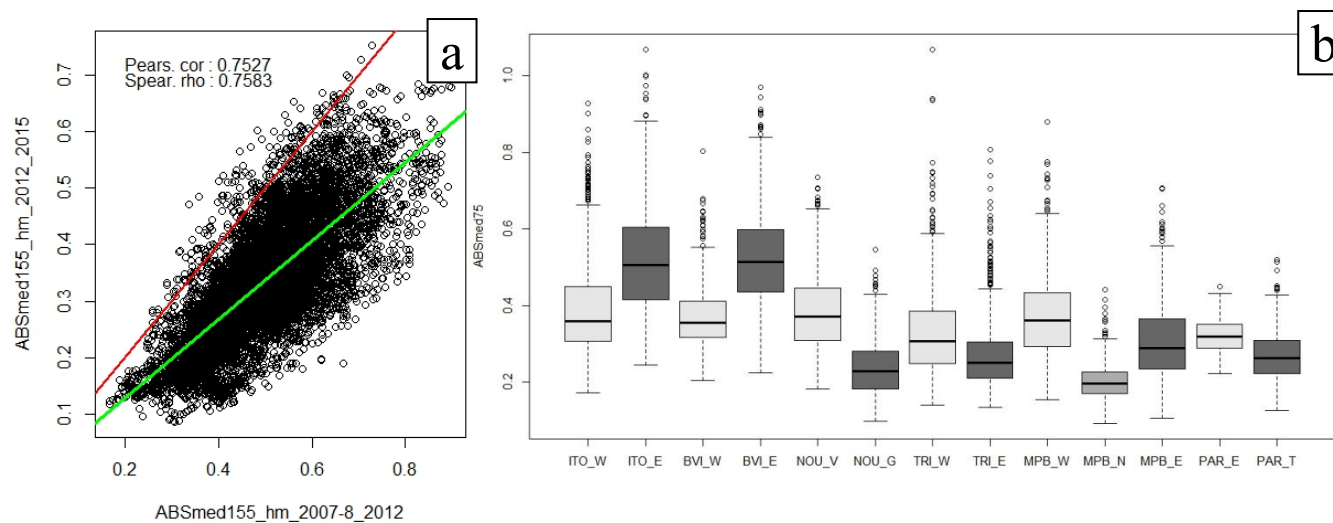 a
Pears. cor : 0.7527
Spear. rho : 0.7583
ABSmed155_hm_2012_2015
0.7
0.6
0.5
0.4
0.3
0.2
0.1
0.2 0.4 0.6 0.8
ABSmed155_hm_2007-8_2012
b
ABSmed75
1.0
0.8
0.6
0.4
0.2
ITO_W ITO_E BVI_W BVI_E NOU_V NOU_G TRI_W TRI_E MPB_W MPB_N MPB_E PAR_E PAR_T